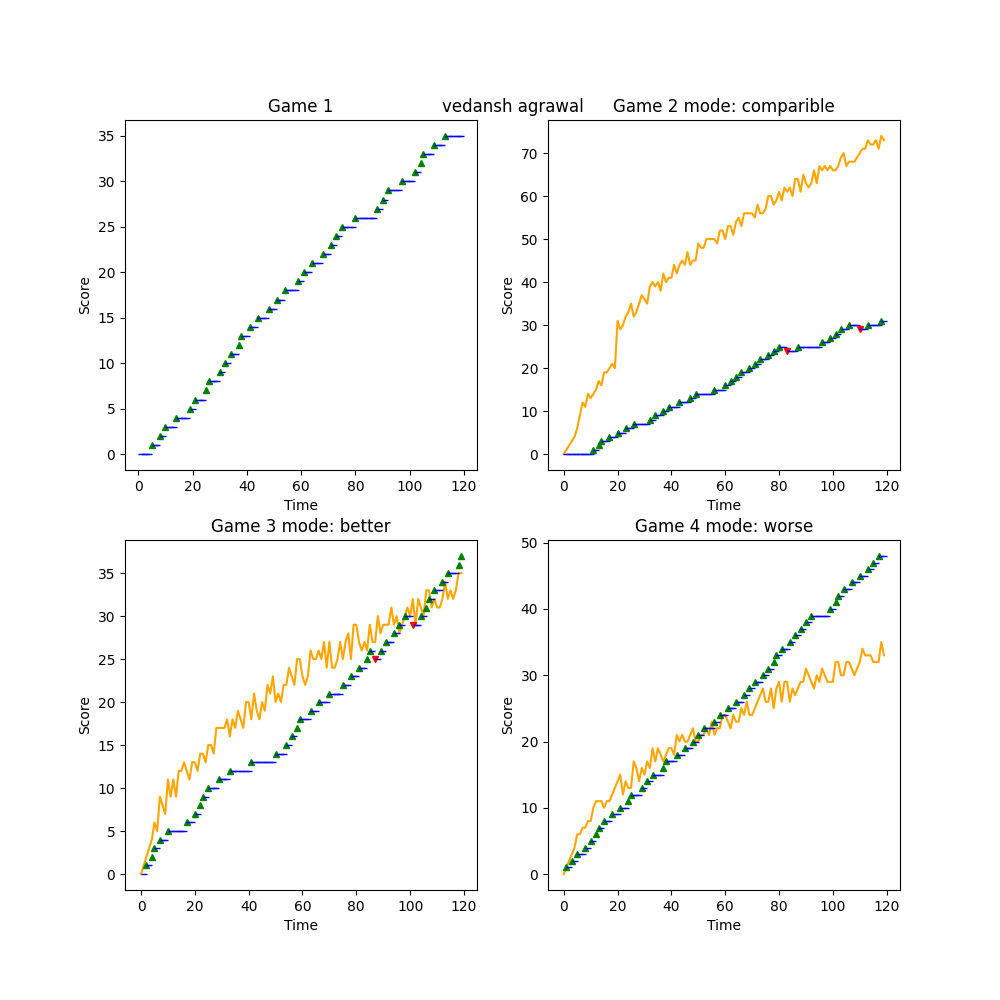 vedansh agrawal
Game 1
35
30
25
20
15
10
5
0
Score
0 20 40 60 80 100 120
Time
Game 2 mode: comparible
70
60
50
40
30
20
10
0
Score
0 20 40 60 80 100 120
Time
Game 3 mode: better
35
30
25
20
15
10
5
0
Score
0 20 40 60 80 100 120
Time
Game 4 mode: worse
50
40
30
20
10
0
Score
0 20 40 60 80 100 120
Time